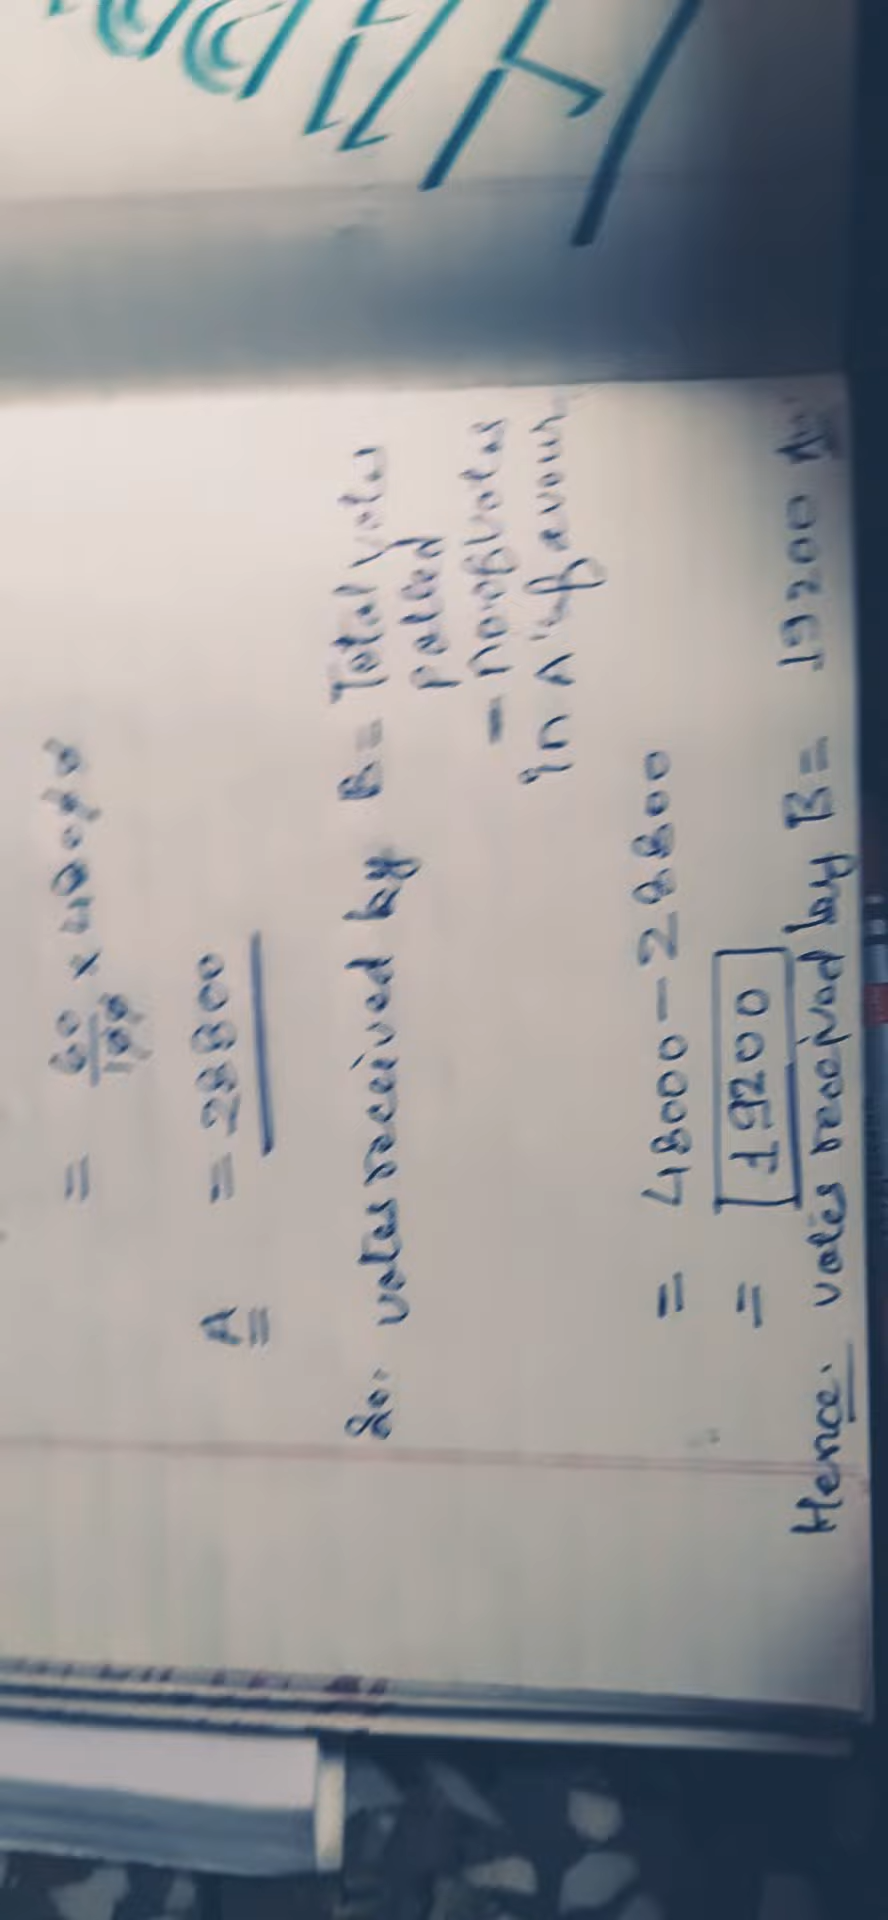 = 60/100 × 48000
A = 28800
So. votes received by B = Total votes
polled
- no of votes
in A's favour
= 48000 - 28800
= 19200
Hence. votes received by B = 19200